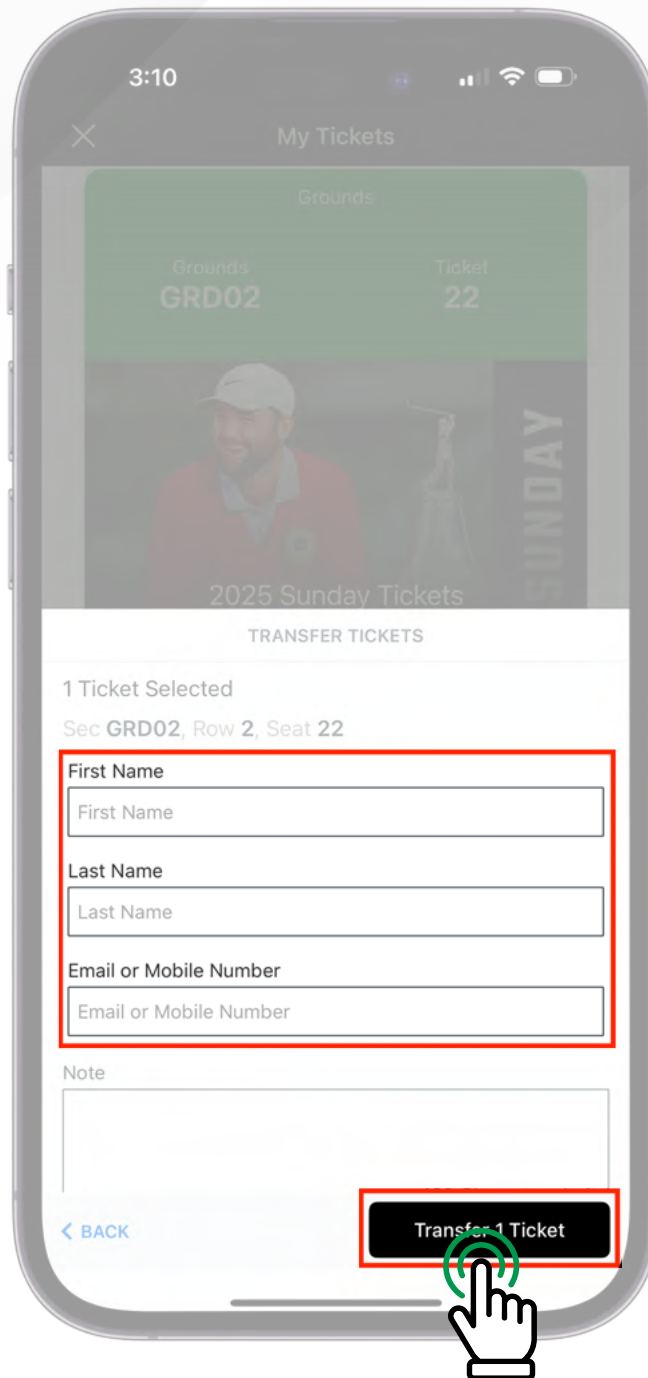 3:10
My Tickets
Grounds
Grounds Ticket
GRD02 22
SUNDAY
2025 Sunday Tickets
TRANSFER TICKETS
1 Ticket Selected
Sec GRD02, Row 2, Seat 22
First Name
First Name
Last Name
Last Name
Email or Mobile Number
Email or Mobile Number
Note
BACK
Transfer 1 Ticket